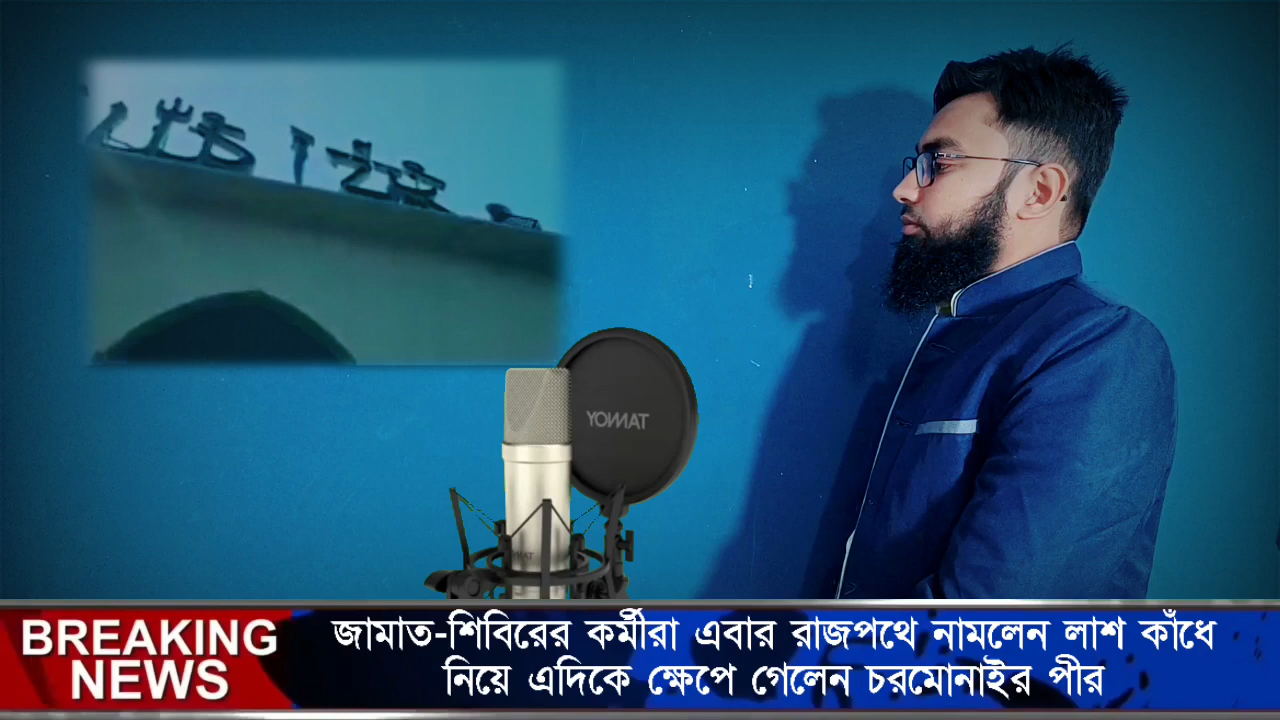 YOMAT
BREAKING
NEWS
জামাত-শিবিরের কর্মীরা এবার রাজপথে নামলেন লাশ কাঁধে
নিয়ে এদিকে ক্ষেপে গেলেন চরমোনাইর পীর